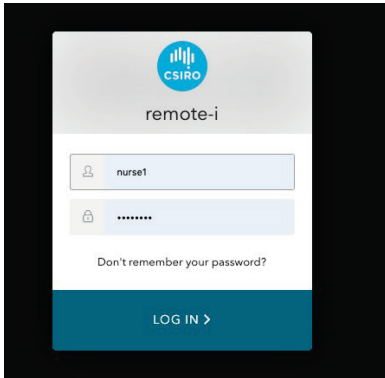 CSIRO
remote-i
nurse1
••••••••
Don't remember your password?
LOG IN >